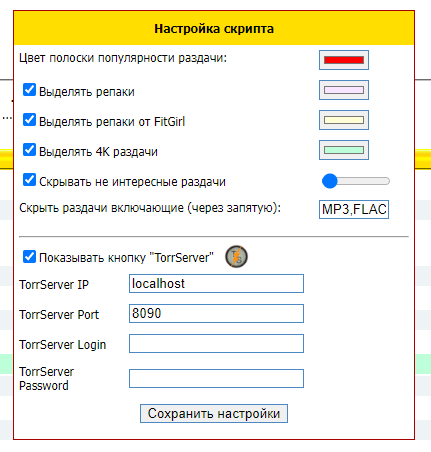 Настройка скрипта
Цвет полоски популярности раздачи:
Выделять репаки
...
Выделять репаки от FitGirl
Выделять 4K раздачи
Скрывать не интересные раздачи
Скрыть раздачи включающие (через запятую): MP3,FLAC
Показывать кнопку "TorrServer"
TorrServer IP localhost
TorrServer Port 8090
TorrServer Login
TorrServer
Password
Сохранить настройки